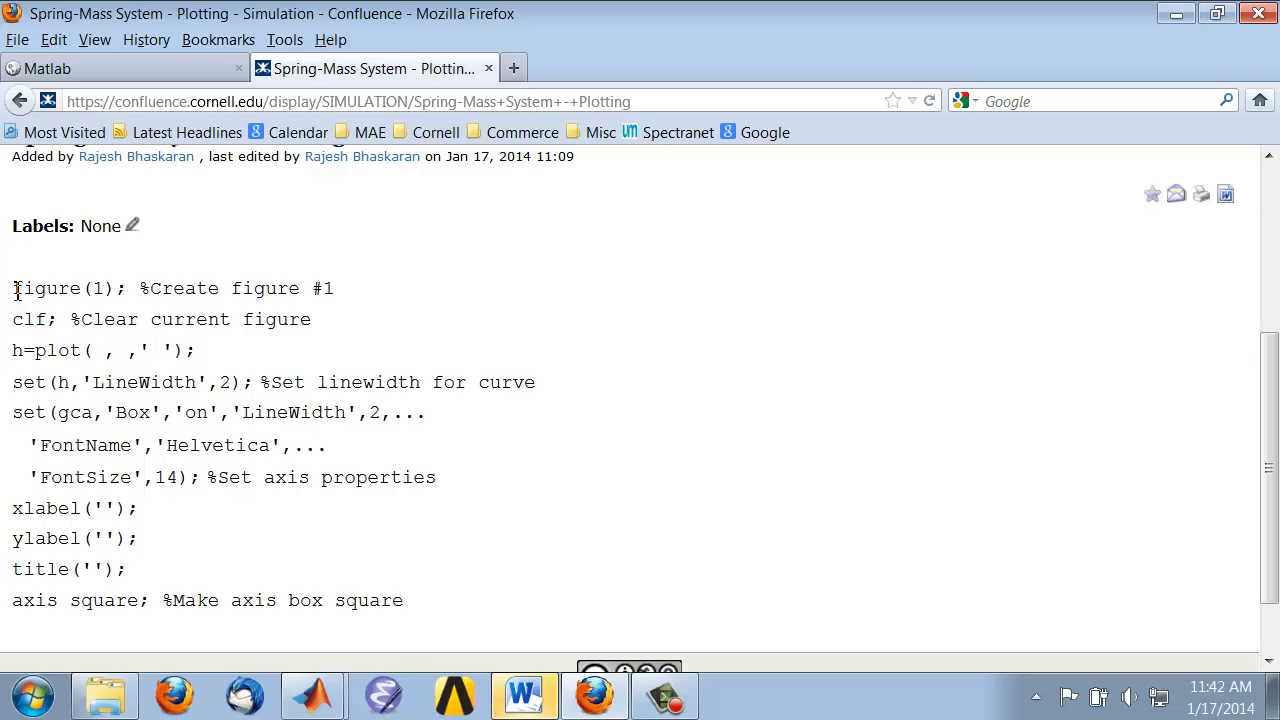 Spring-Mass System - Plotting - Simulation - Confluence - Mozilla Firefox
File Edit View History Bookmarks Tools Help
Matlab × Spring-Mass System - Plottin... × +
https://confluence.cornell.edu/display/SIMULATION/Spring-Mass+System+-+Plotting Google
Most Visited Latest Headlines Calendar MAE Cornell Commerce Misc Spectranet Google
Added by Rajesh Bhaskaran , last edited by Rajesh Bhaskaran on Jan 17, 2014 11:09
Labels: None
figure(1); %Create figure #1
clf; %Clear current figure
h=plot( , ,' ');
set(h,'LineWidth',2); %Set linewidth for curve
set(gca,'Box','on','LineWidth',2,...
'FontName','Helvetica',...
'FontSize',14); %Set axis properties
xlabel('');
ylabel('');
title('');
axis square; %Make axis box square
11:42 AM
1/17/2014